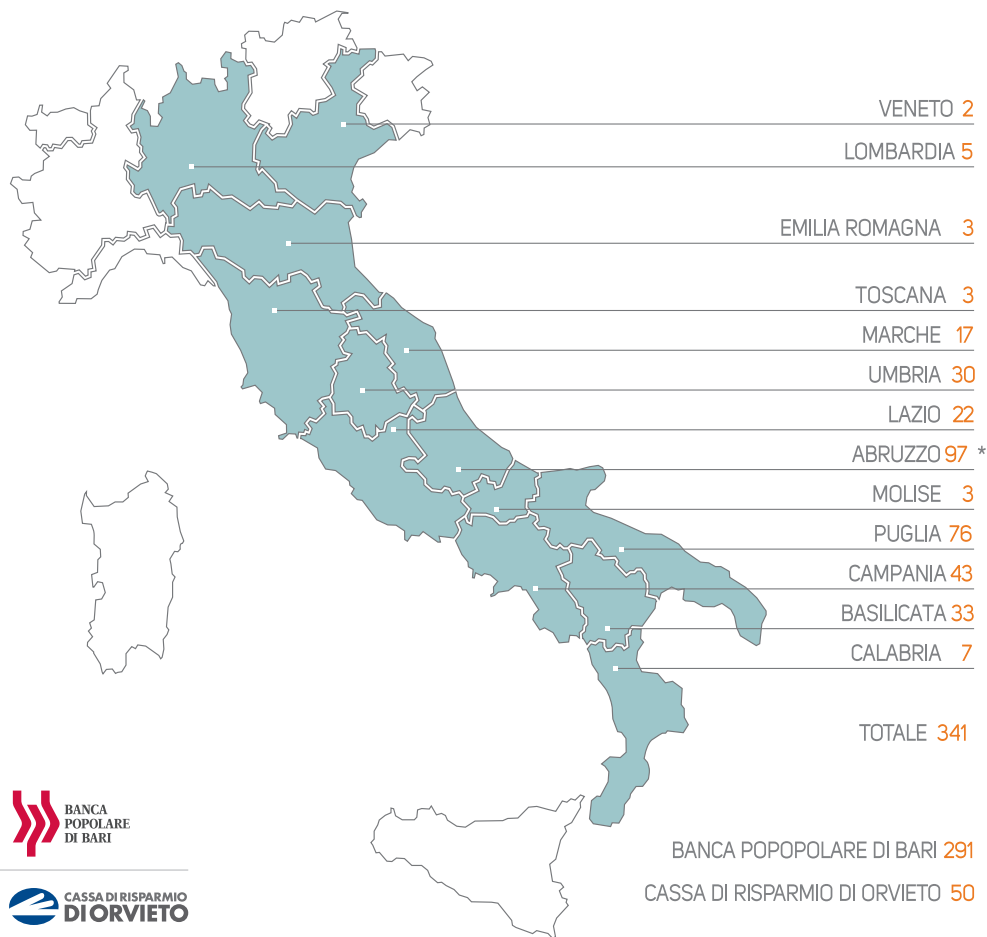 VENETO 2
LOMBARDIA 5
EMILIA ROMAGNA 3
TOSCANA 3
MARCHE 17
UMBRIA 30
LAZIO 22
ABRUZZO 97 *
MOLISE 3
PUGLIA 76
CAMPANIA 43
BASILICATA 33
CALABRIA 7
TOTALE 341
BANCA
POPOLARE
DI BARI
BANCA POPOPOLARE DI BARI 291
CASSA DI RISPARMIO
DI ORVIETO
CASSA DI RISPARMIO DI ORVIETO 50